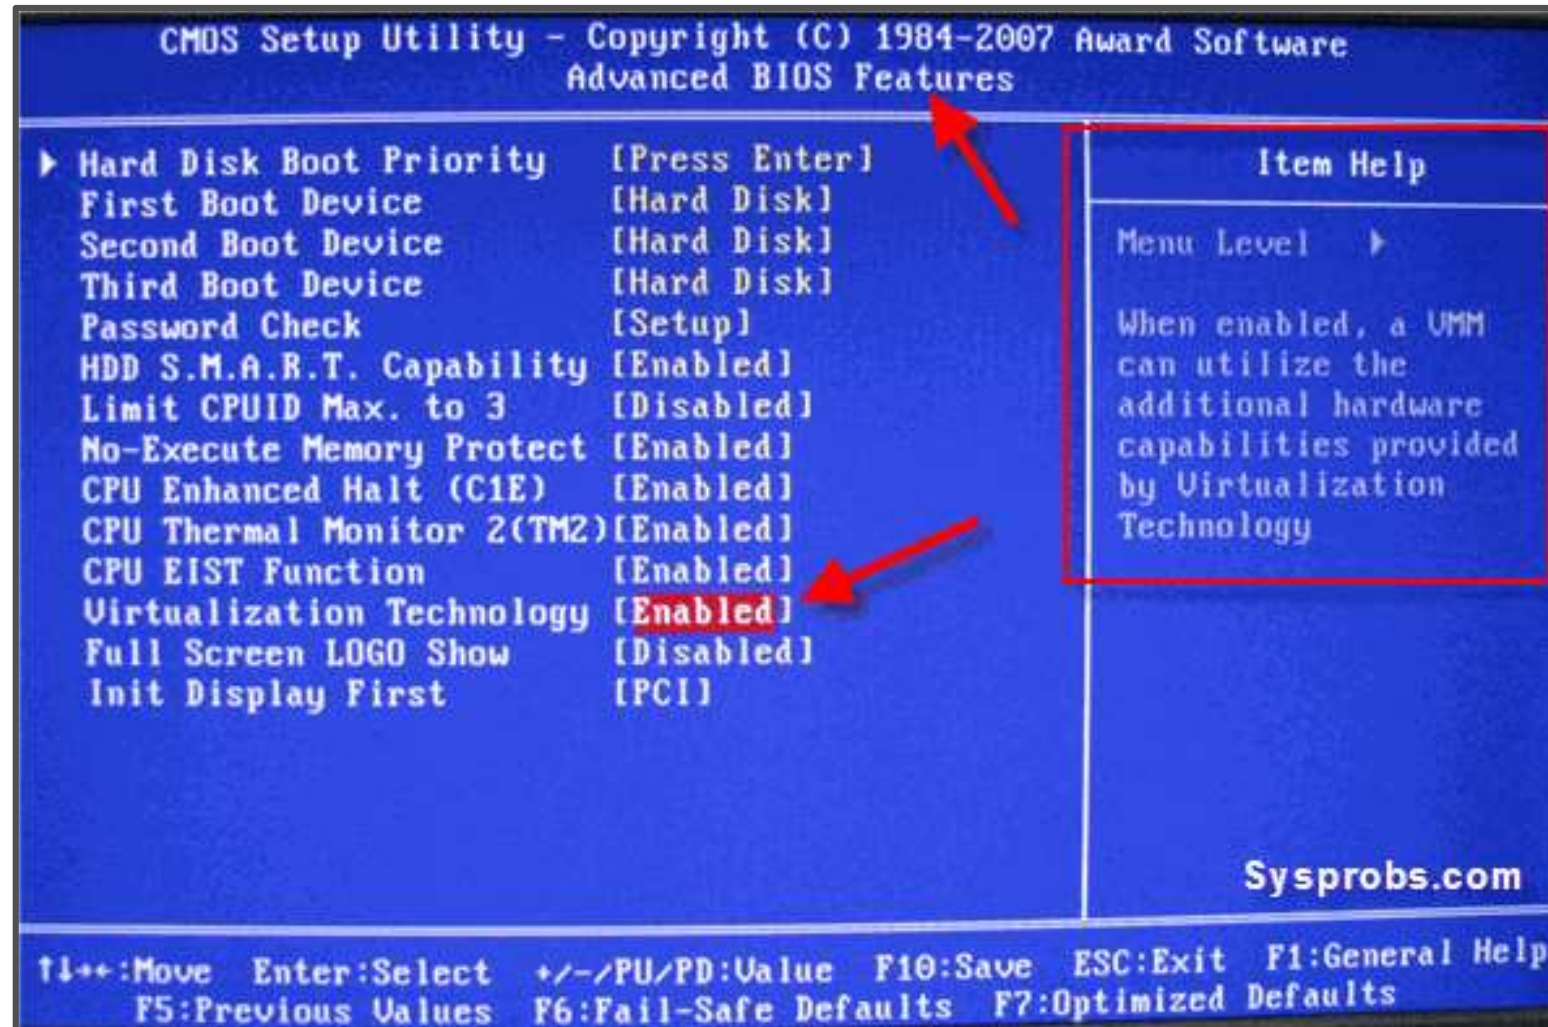 CMOS Setup Utility - Copyright (C) 1984-2007 Award Software
Advanced BIOS Features
Hard Disk Boot Priority [Press Enter]
First Boot Device [Hard Disk]
Second Boot Device [Hard Disk]
Third Boot Device [Hard Disk]
Password Check [Setup]
HDD S.M.A.R.T. Capability [Enabled]
Limit CPUID Max. to 3 [Disabled]
No-Execute Memory Protect [Enabled]
CPU Enhanced Halt (C1E) [Enabled]
CPU Thermal Monitor 2(TM2) [Enabled]
CPU EIST Function [Enabled]
Virtualization Technology [Enabled]
Full Screen LOGO Show [Disabled]
Init Display First [PCI]
Item Help
Menu Level
When enabled, a VMM
can utilize the
additional hardware
capabilities provided
by Virtualization
Technology
Sysprobs.com
↑↓→←:Move Enter:Select +/-/PU/PD:Value F10:Save ESC:Exit F1:General Help
F5:Previous Values F6:Fail-Safe Defaults F7:Optimized Defaults